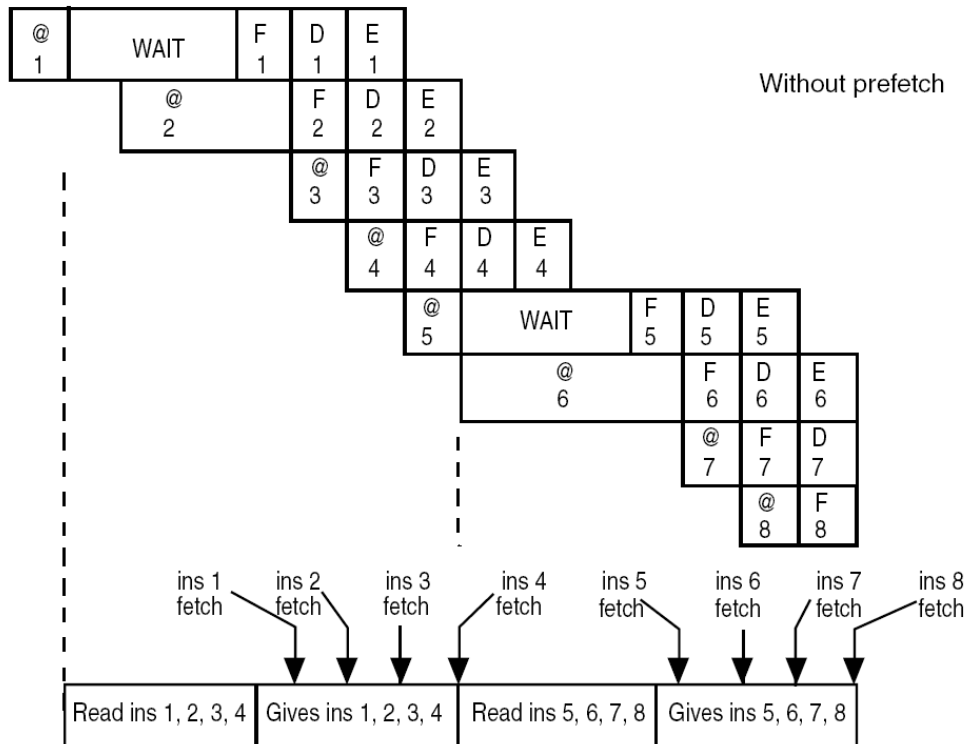 @ WAIT F D E
1 1 1 1
Without prefetch
@ F D E
2 2 2 2
@ F D E
3 3 3 3
@ F D E
4 4 4 4
@ WAIT F D E
5 5 5 5
@ F D E
6 6 6 6
@ F D
7 7 7
@ F
8 8
ins 1 ins 2 ins 3 ins 4 ins 5 ins 6 ins 7 ins 8
fetch fetch fetch fetch fetch fetch fetch fetch
Read ins 1, 2, 3, 4 Gives ins 1, 2, 3, 4 Read ins 5, 6, 7, 8 Gives ins 5, 6, 7, 8